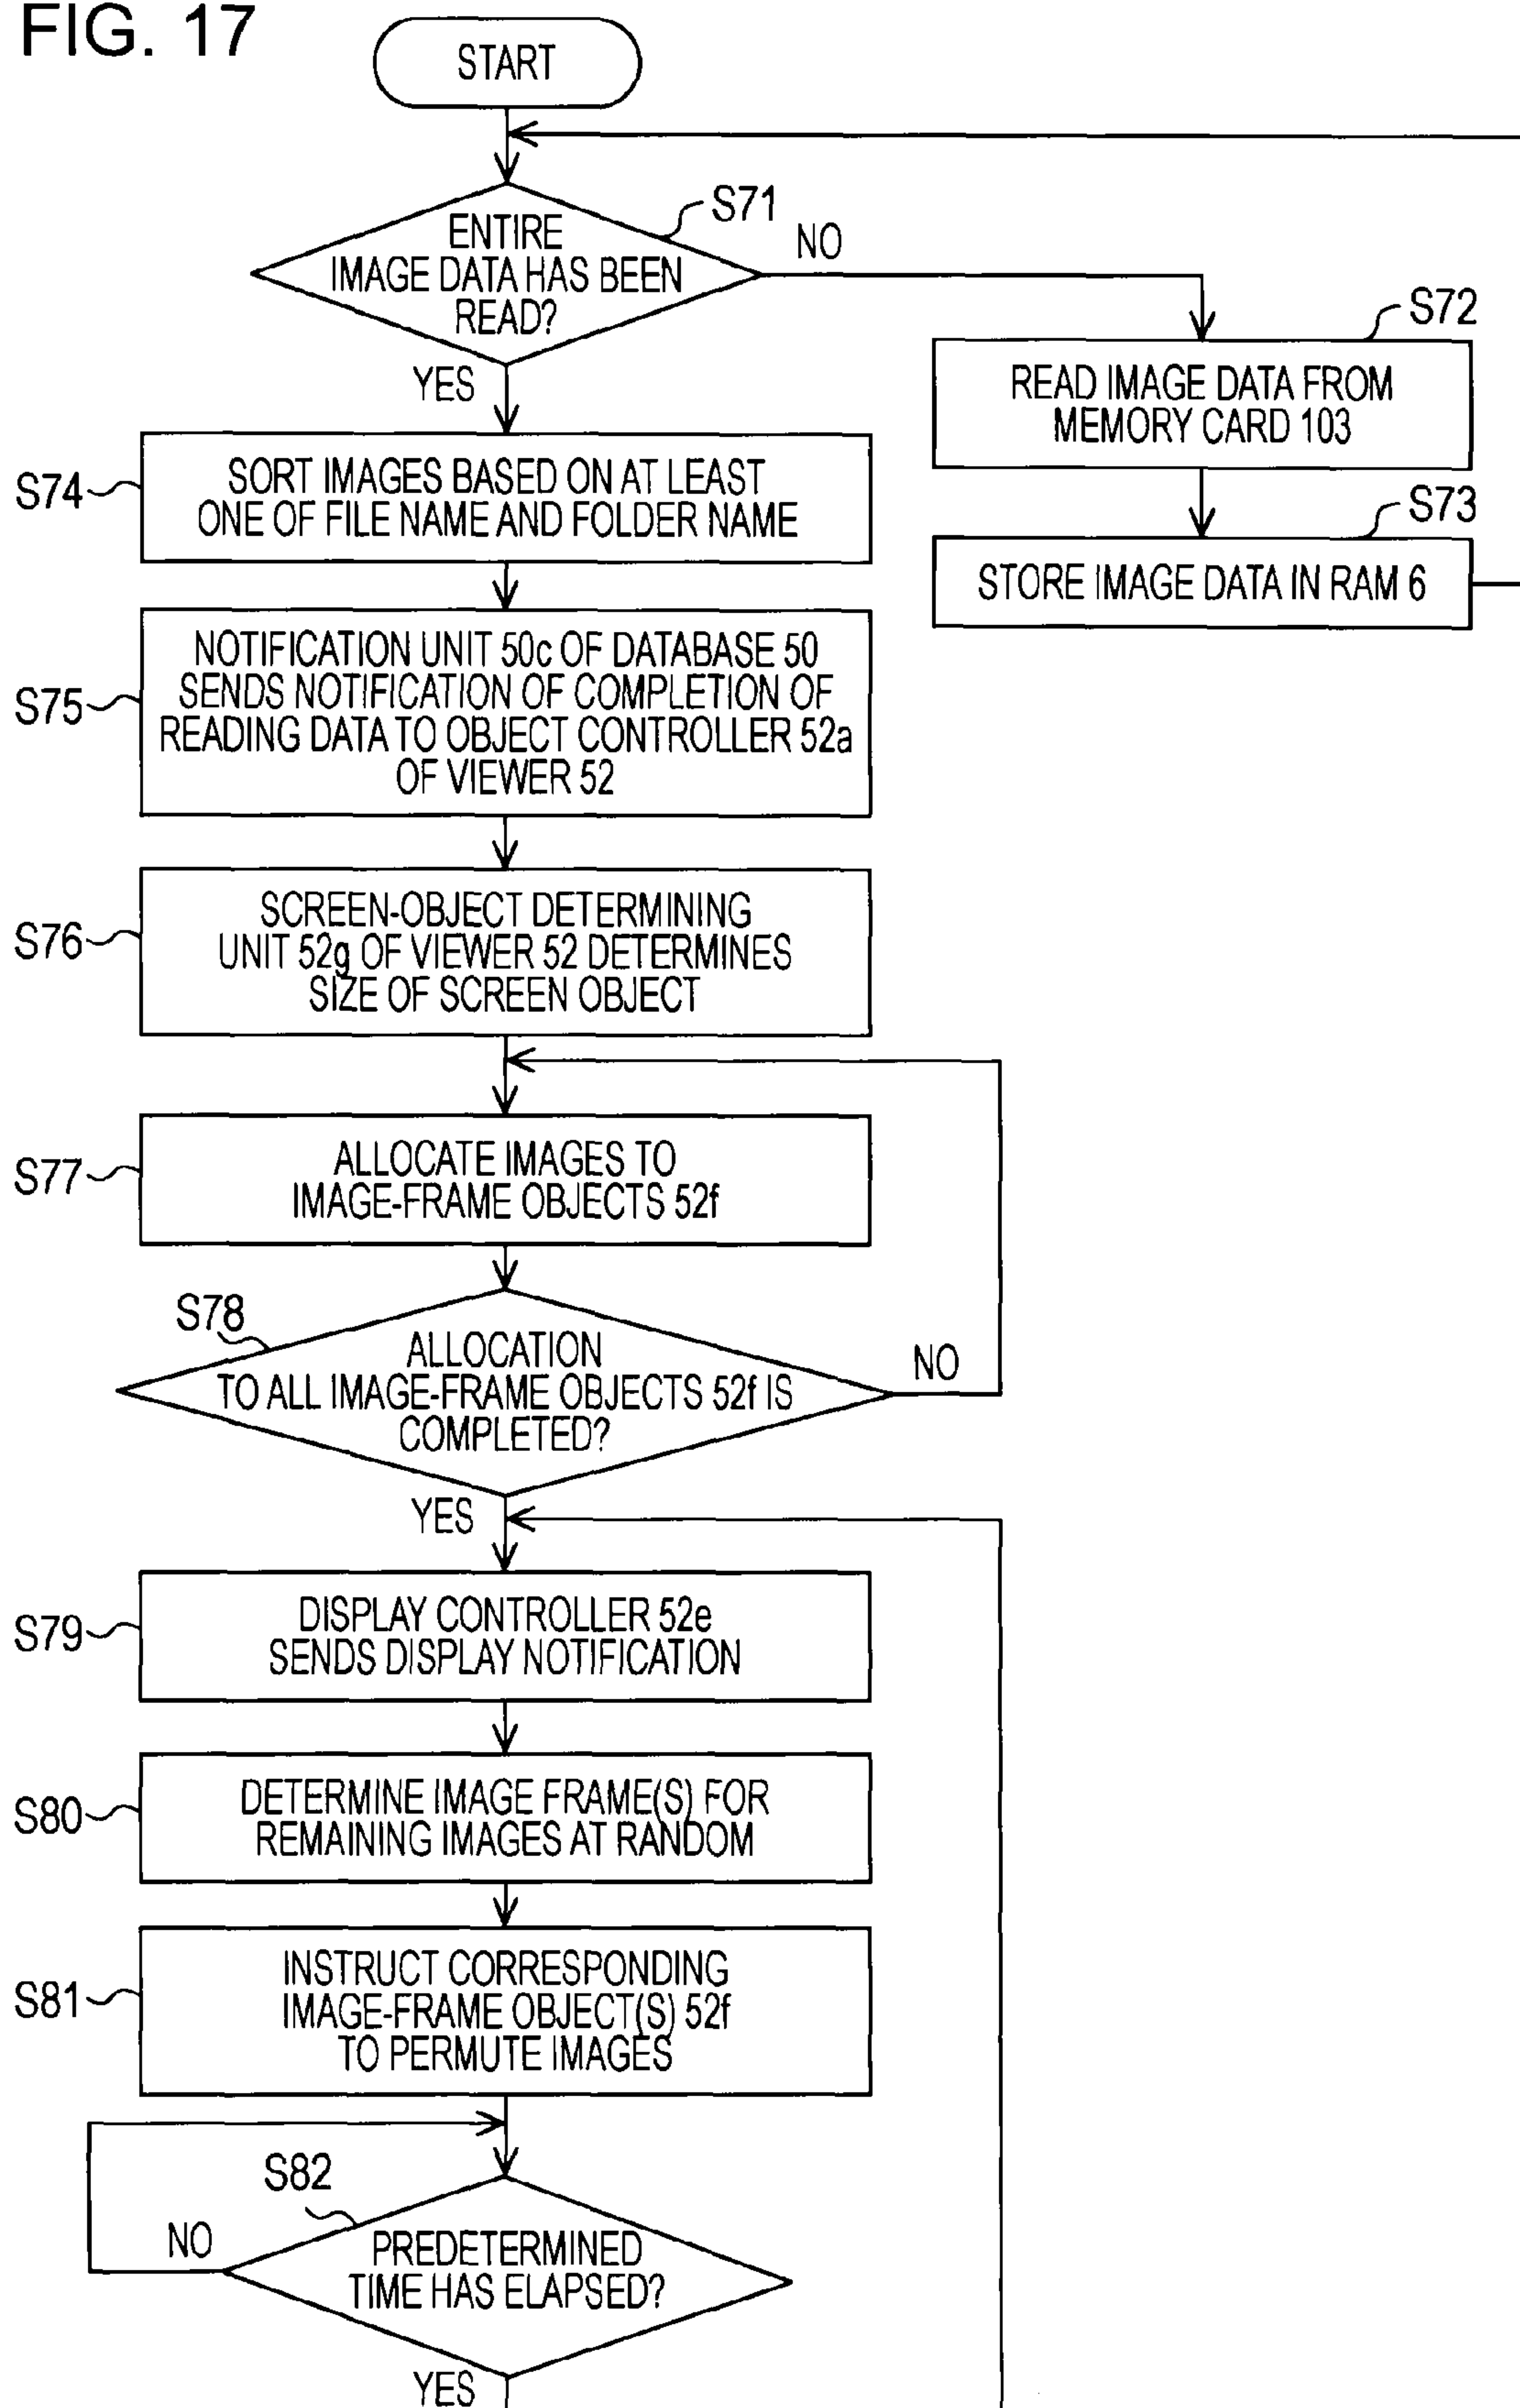 FIG. 17
START
S71
ENTIRE
IMAGE DATA HAS BEEN
READ?
NO
YES
S72
READ IMAGE DATA FROM
MEMORY CARD 103
S73
STORE IMAGE DATA IN RAM 6
S74
SORT IMAGES BASED ON AT LEAST
ONE OF FILE NAME AND FOLDER NAME
S75
NOTIFICATION UNIT 50c OF DATABASE 50
SENDS NOTIFICATION OF COMPLETION OF
READING DATA TO OBJECT CONTROLLER 52a
OF VIEWER 52
S76
SCREEN-OBJECT DETERMINING
UNIT 52g OF VIEWER 52 DETERMINES
SIZE OF SCREEN OBJECT
S77
ALLOCATE IMAGES TO
IMAGE-FRAME OBJECTS 52f
S78
ALLOCATION
TO ALL IMAGE-FRAME OBJECTS 52f IS
COMPLETED?
NO
YES
S79
DISPLAY CONTROLLER 52e
SENDS DISPLAY NOTIFICATION
S80
DETERMINE IMAGE FRAME(S) FOR
REMAINING IMAGES AT RANDOM
S81
INSTRUCT CORRESPONDING
IMAGE-FRAME OBJECT(S) 52f
TO PERMUTE IMAGES
S82
NO
PREDETERMINED
TIME HAS ELAPSED?
YES